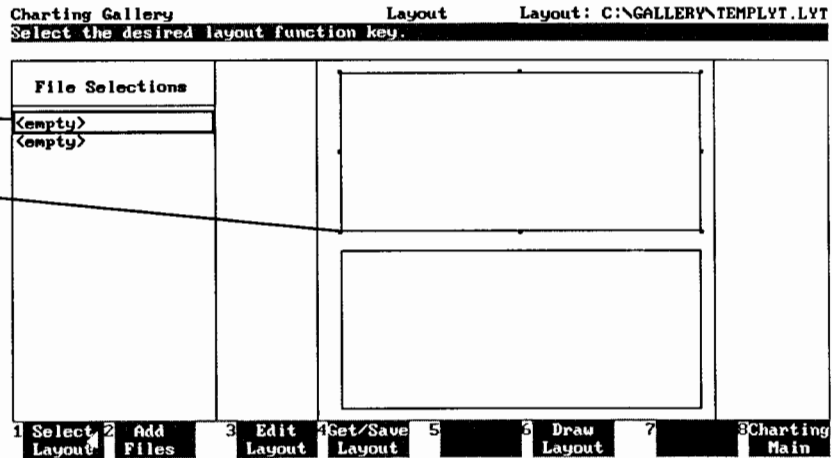 Charting Gallery Layout Layout: C:\GALLERY\TEMPLYT.LYT
Select the desired layout function key.
File Selections
<empty>
<empty>
1 Select Layout 2 Add Files 3 Edit Layout 4 Get/Save Layout 5 6 Draw Layout 7 8 Charting Main